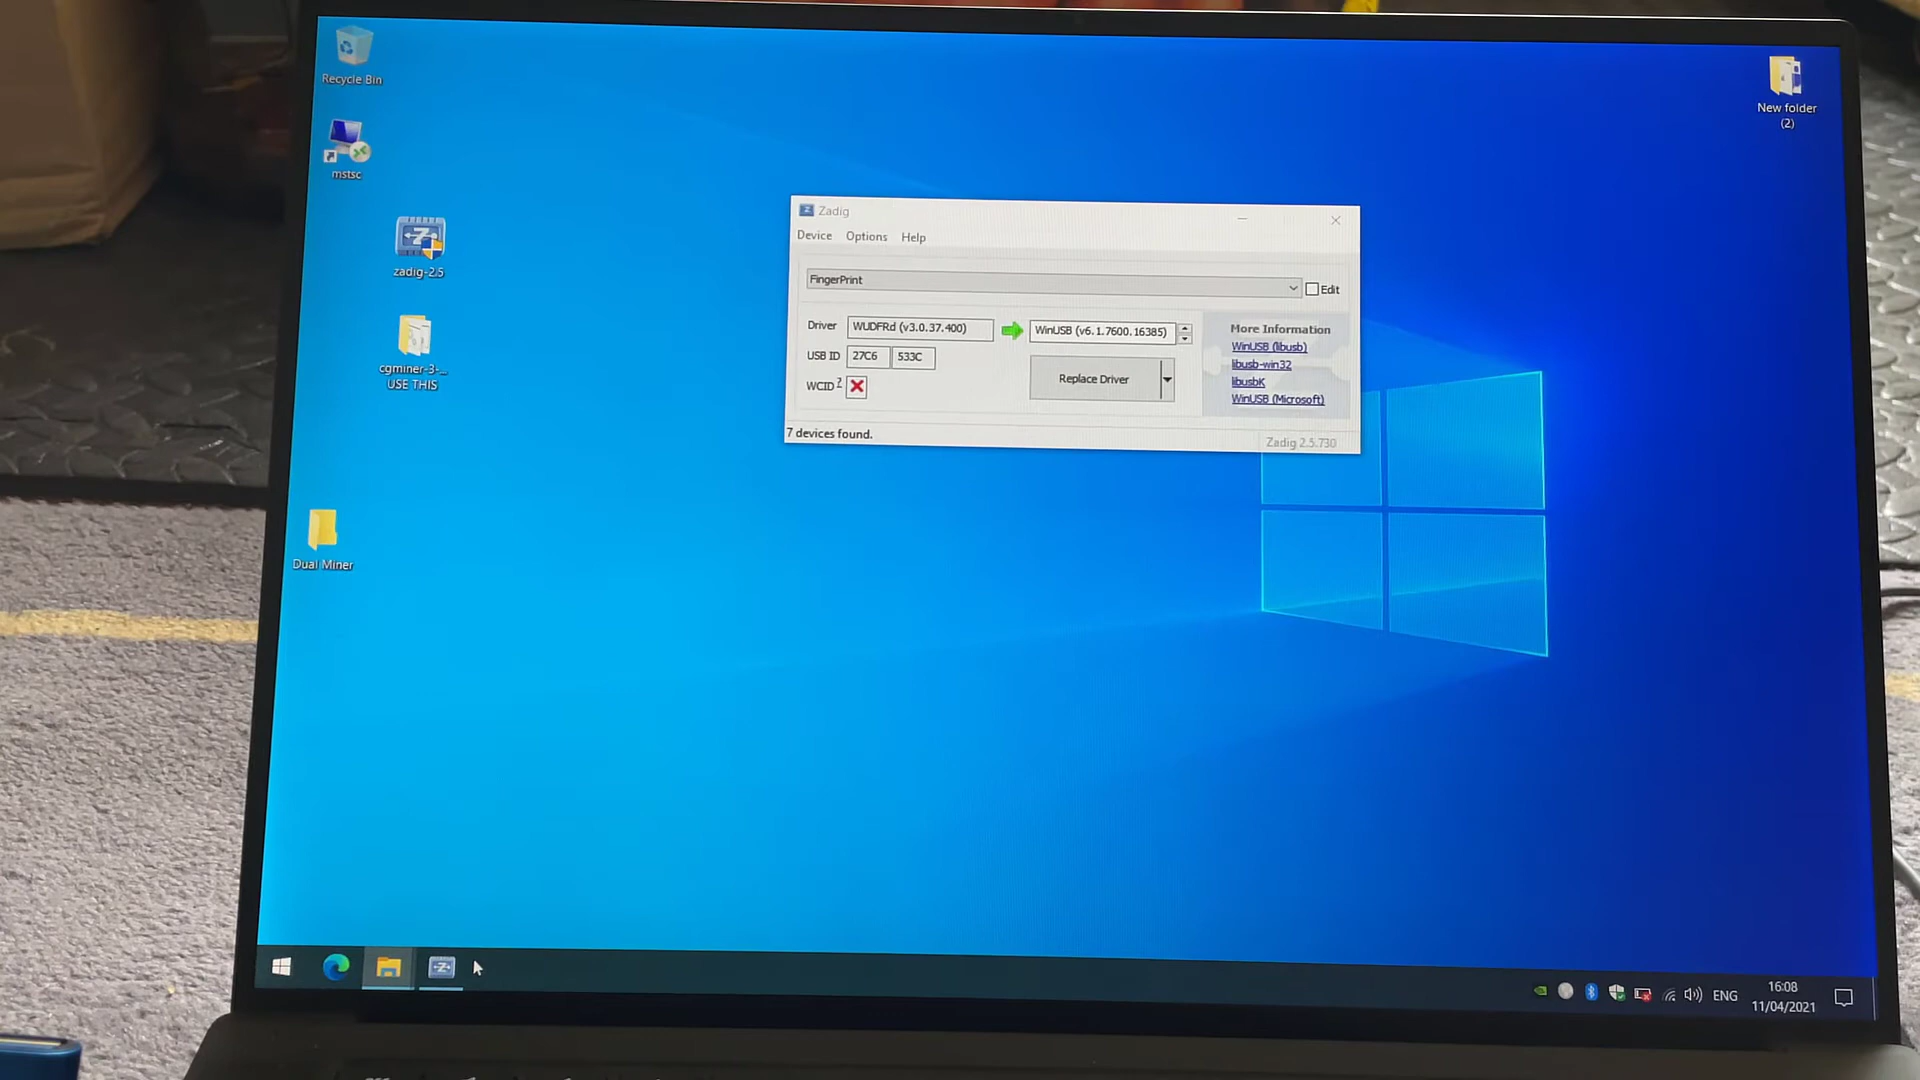 Recycle Bin
mstsc
zadig-2.5
cgminer-3-...
USE THIS
Dual Miner
New folder
(2)
Zadig
Device Options Help
FingerPrint
Edit
Driver WUDFRd (v3.0.37.400) WinUSB (v6.1.7600.16385)
USB ID 27C6 533C
WCID ?
Replace Driver
More Information
WinUSB (libusb)
libusb-win32
libusbK
WinUSB (Microsoft)
7 devices found.
Zadig 2.5.730
ENG
16:08
11/04/2021